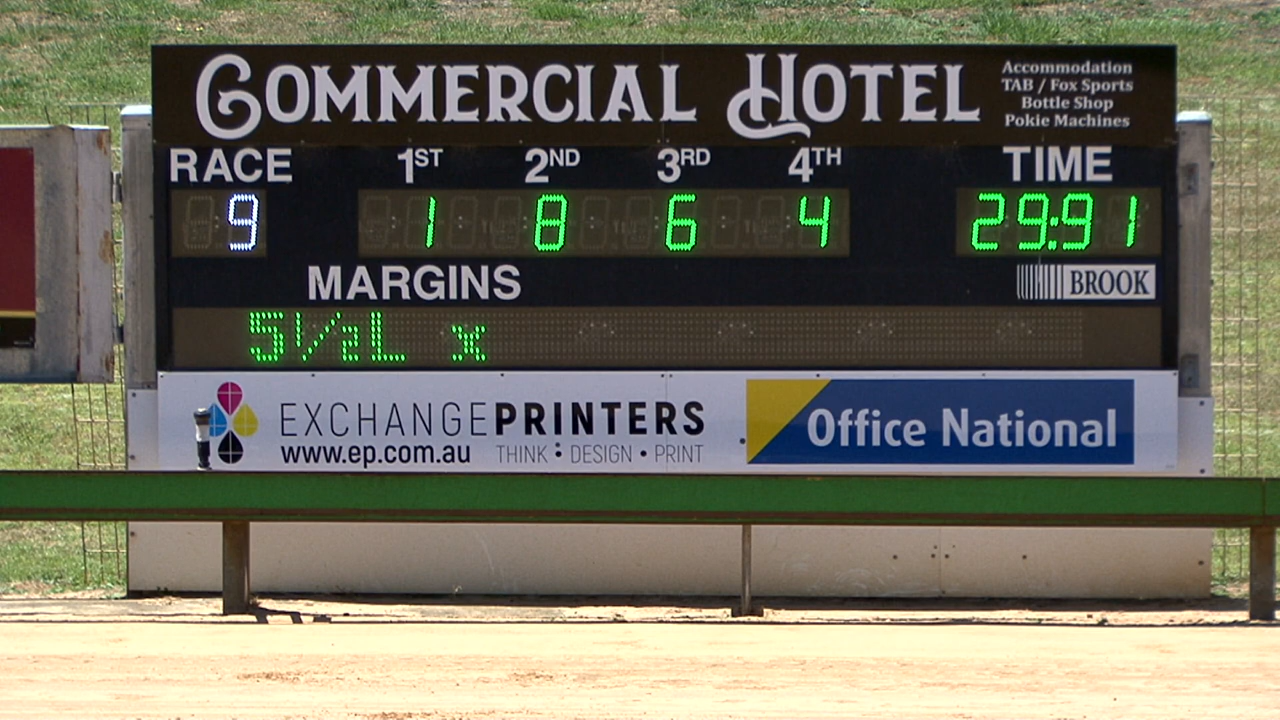 COMMERCIAL HOTEL
Accommodation
TAB / Fox Sports
Bottle Shop
Pokie Machines
RACE 1ST 2ND 3RD 4TH TIME
9 1 8 6 4 29:91
MARGINS
BROOK
5½L x
EXCHANGEPRINTERS
www.ep.com.au THINK : DESIGN • PRINT
Office National